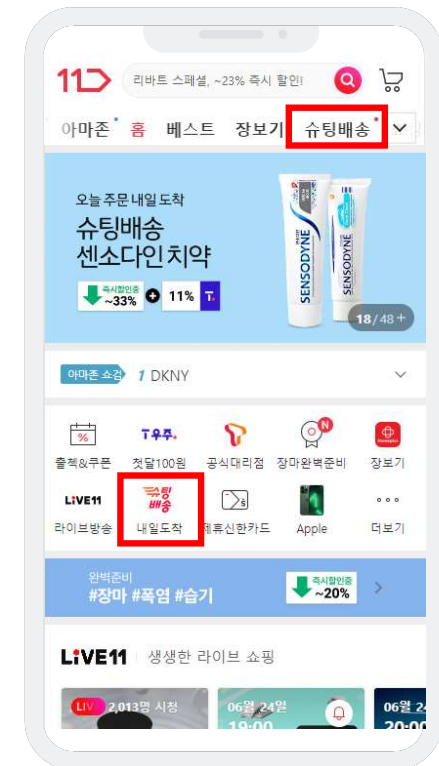 11
리바트 스페셜, ~23% 즉시 할인!
아마존 홈 베스트 장보기 슈팅배송
오늘 주문 내일 도착
슈팅배송
센소다인 치약
즉시할인중
~33% + 11% T.
SENSODYNE
SENSODYNE
18/48 +
아마존 쇼검 1 DKNY
% T우주. N
출첵&쿠폰 첫달100원 공식대리점 장마완벽준비 장보기
LIVE11 슈팅배송 $
라이브방송 내일도착 제휴신한카드 Apple 더보기
완벽준비
#장마 #폭염 #습기
즉시할인중
~20%
LIVE11 생생한 라이브 쇼핑
LIV 2,013명 시청 06월 24일 06월 2
19:00 20:00